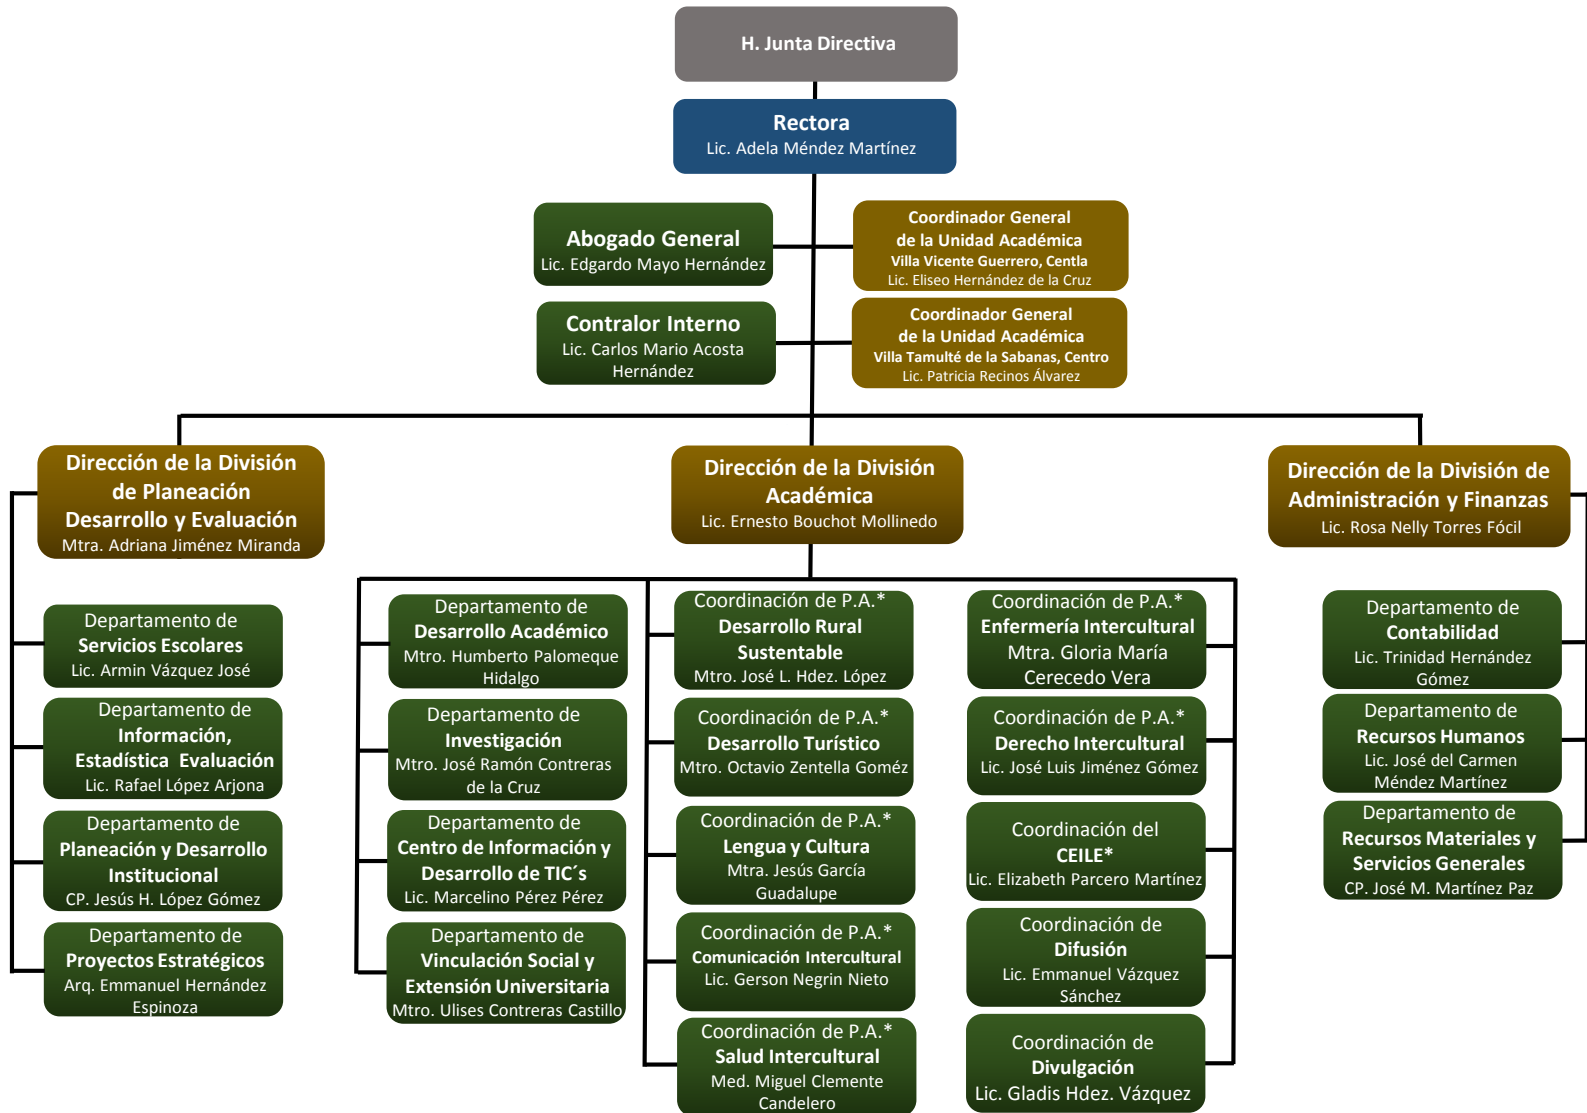 H. Junta Directiva
Rectora
Lic. Adela Méndez Martínez
Abogado General
Lic. Edgardo Mayo Hernández
Coordinador General
de la Unidad Académica
Villa Vicente Guerrero, Centla
Lic. Eliseo Hernández de la Cruz
Contralor Interno
Lic. Carlos Mario Acosta
Hernández
Coordinador General
de la Unidad Académica
Villa Tamulté de la Sabanas, Centro
Lic. Patricia Recinos Álvarez
Dirección de la División
de Planeación
Desarrollo y Evaluación
Mtra. Adriana Jiménez Miranda
Dirección de la División
Académica
Lic. Ernesto Bouchot Mollinedo
Dirección de la División de
Administración y Finanzas
Lic. Rosa Nelly Torres Fócil
Departamento de
Servicios Escolares
Lic. Armin Vázquez José
Departamento de
Información,
Estadística Evaluación
Lic. Rafael López Arjona
Departamento de
Planeación y Desarrollo
Institucional
CP. Jesús H. López Gómez
Departamento de
Proyectos Estratégicos
Arq. Emmanuel Hernández
Espinoza
Departamento de
Desarrollo Académico
Mtro. Humberto Palomeque
Hidalgo
Departamento de
Investigación
Mtro. José Ramón Contreras
de la Cruz
Departamento de
Centro de Información y
Desarrollo de TIC´s
Lic. Marcelino Pérez Pérez
Departamento de
Vinculación Social y
Extensión Universitaria
Mtro. Ulises Contreras Castillo
Coordinación de P.A.*
Desarrollo Rural
Sustentable
Mtro. José L. Hdez. López
Coordinación de P.A.*
Desarrollo Turístico
Mtro. Octavio Zentella Goméz
Coordinación de P.A.*
Lengua y Cultura
Mtra. Jesús García
Guadalupe
Coordinación de P.A.*
Comunicación Intercultural
Lic. Gerson Negrin Nieto
Coordinación de P.A.*
Salud Intercultural
Med. Miguel Clemente
Candelero
Coordinación de P.A.*
Enfermería Intercultural
Mtra. Gloria María
Cerecedo Vera
Coordinación de P.A.*
Derecho Intercultural
Lic. José Luis Jiménez Gómez
Coordinación del
CEILE*
Lic. Elizabeth Parcero Martínez
Coordinación de
Difusión
Lic. Emmanuel Vázquez
Sánchez
Coordinación de
Divulgación
Lic. Gladis Hdez. Vázquez
Departamento de
Contabilidad
Lic. Trinidad Hernández
Gómez
Departamento de
Recursos Humanos
Lic. José del Carmen
Méndez Martínez
Departamento de
Recursos Materiales y
Servicios Generales
CP. José M. Martínez Paz